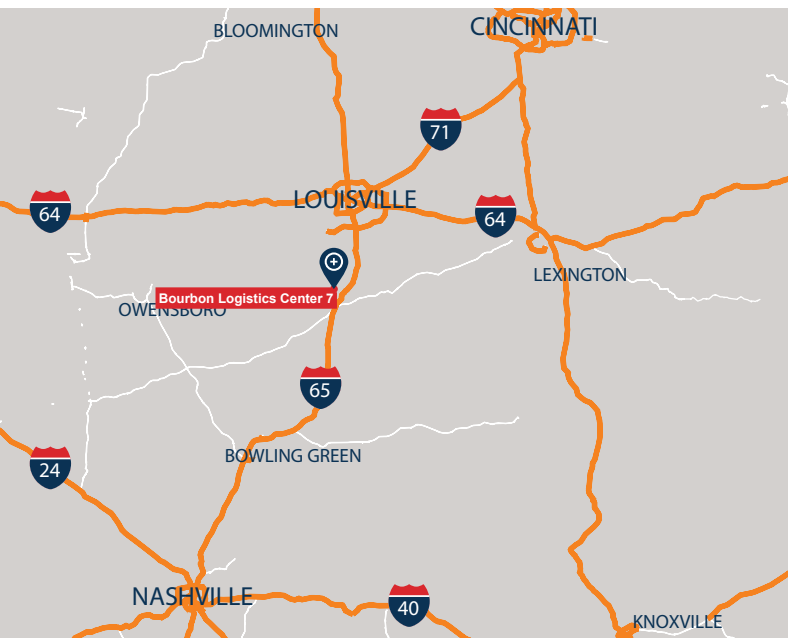 CINCINNATI
BLOOMINGTON
71
LOUISVILLE
64
64
LEXINGTON
Bourbon Logistics Center 7
OWENSBORO
65
BOWLING GREEN
24
NASHVILLE
40
KNOXVILLE